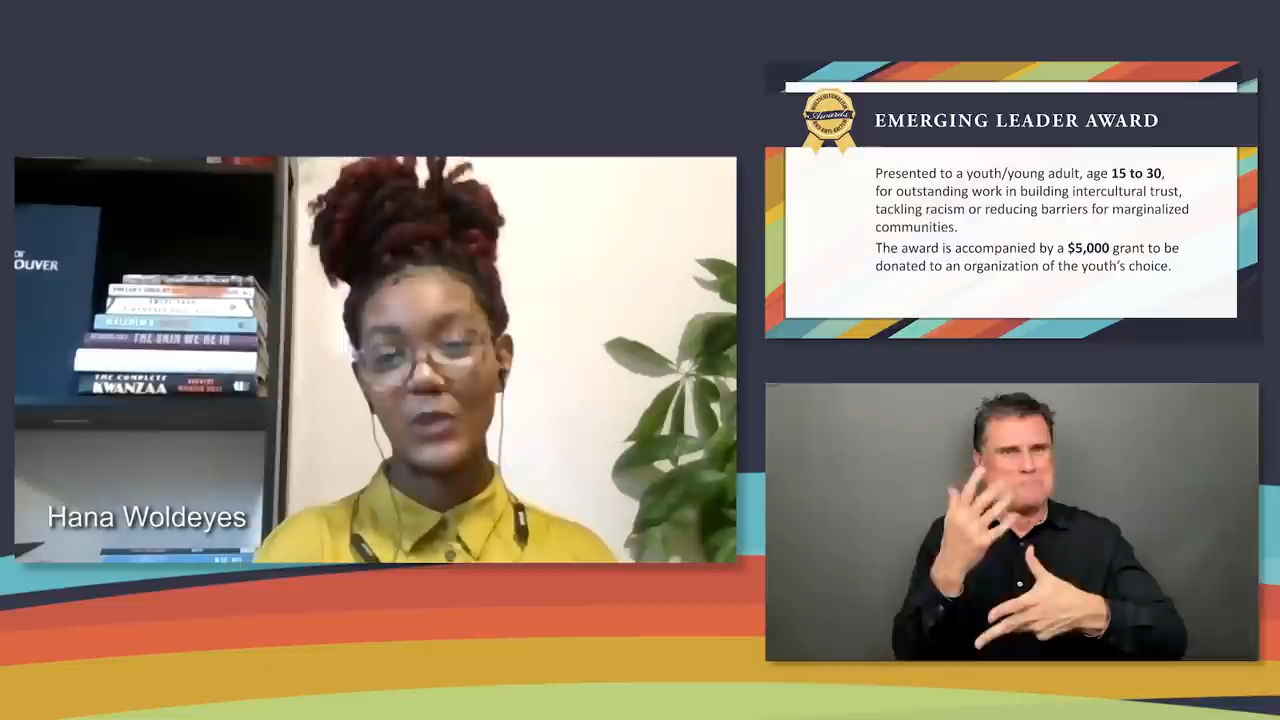 EMERGING LEADER AWARD
Awards
Presented to a youth/young adult, age 15 to 30,
for outstanding work in building intercultural trust,
tackling racism or reducing barriers for marginalized
communities.
The award is accompanied by a $5,000 grant to be
donated to an organization of the youth's choice.
OUVER
MALCOLM X
THE SKIN WE'RE IN
THE COMPLETE
KWANZAA
Hana Woldeyes